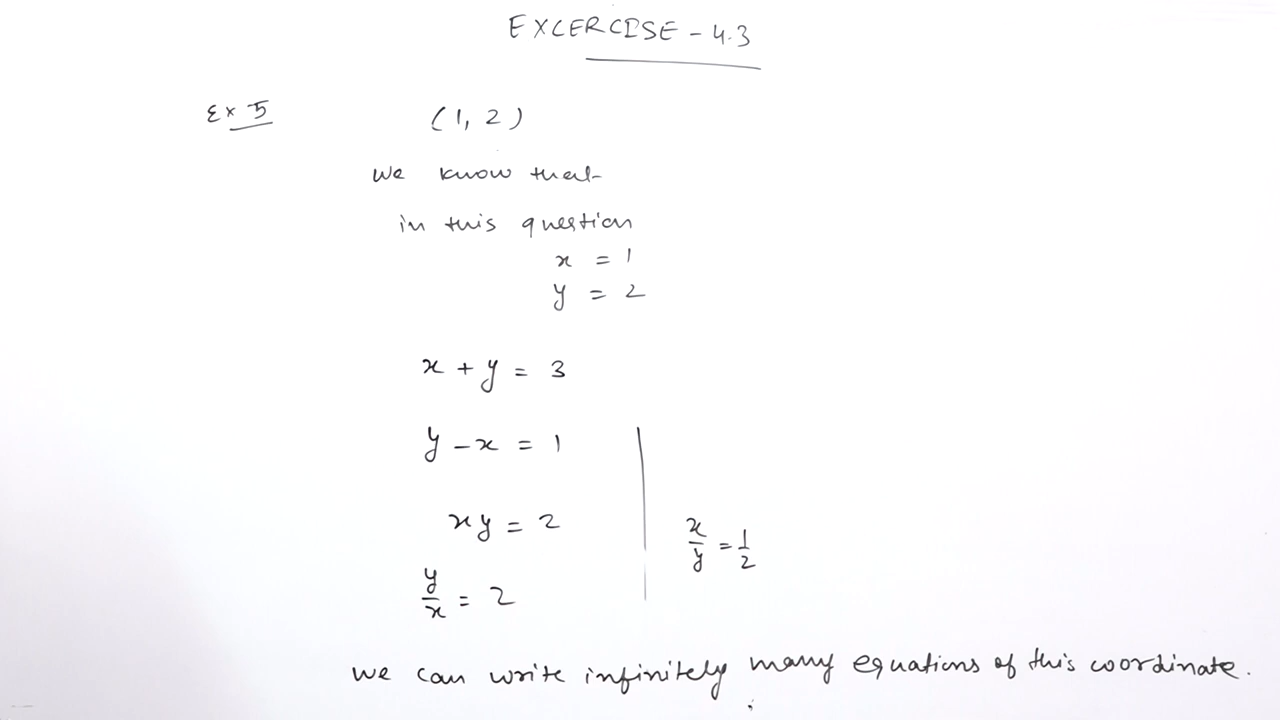 EXCERCISE - 4.3
Ex 5
(1, 2)
We know that
in this question
x = 1
y = 2
x + y = 3
y - x = 1
xy = 2
x/y = 1/2
y/x = 2
We can write infinitely many equations of this coordinate.